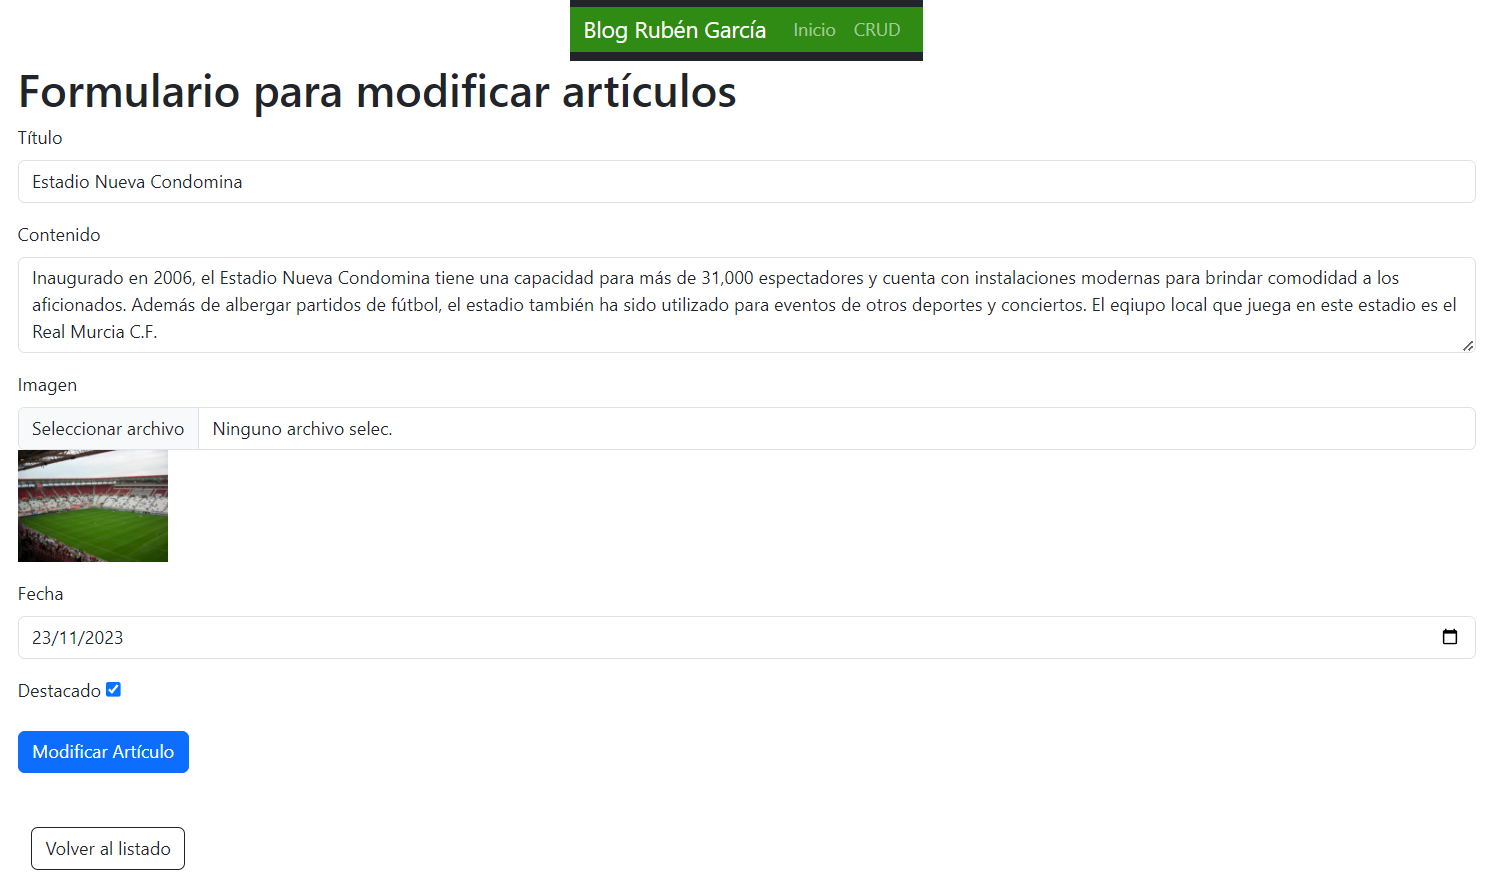 Blog Rubén García Inicio CRUD
Formulario para modificar artículos
Título
Estadio Nueva Condomina
Contenido
Inaugurado en 2006, el Estadio Nueva Condomina tiene una capacidad para más de 31,000 espectadores y cuenta con instalaciones modernas para brindar comodidad a los
aficionados. Además de albergar partidos de fútbol, el estadio también ha sido utilizado para eventos de otros deportes y conciertos. El eqiupo local que juega en este estadio es el
Real Murcia C.F.
Imagen
Seleccionar archivo Ninguno archivo selec.
Fecha
23/11/2023
Destacado
Modificar Artículo
Volver al listado